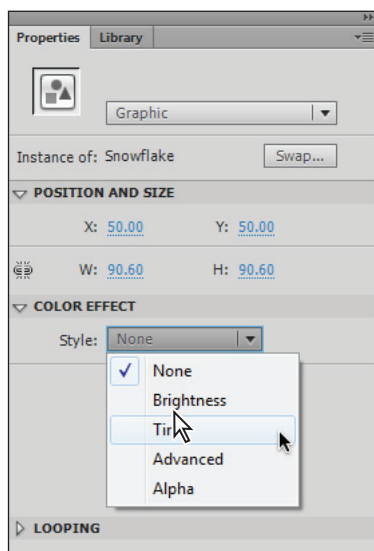 Properties Library
Graphic
Instance of: Snowflake Swap...
POSITION AND SIZE
X: 50.00 Y: 50.00
W: 90.60 H: 90.60
COLOR EFFECT
Style: None
None
Brightness
Advanced
Alpha
LOOPING